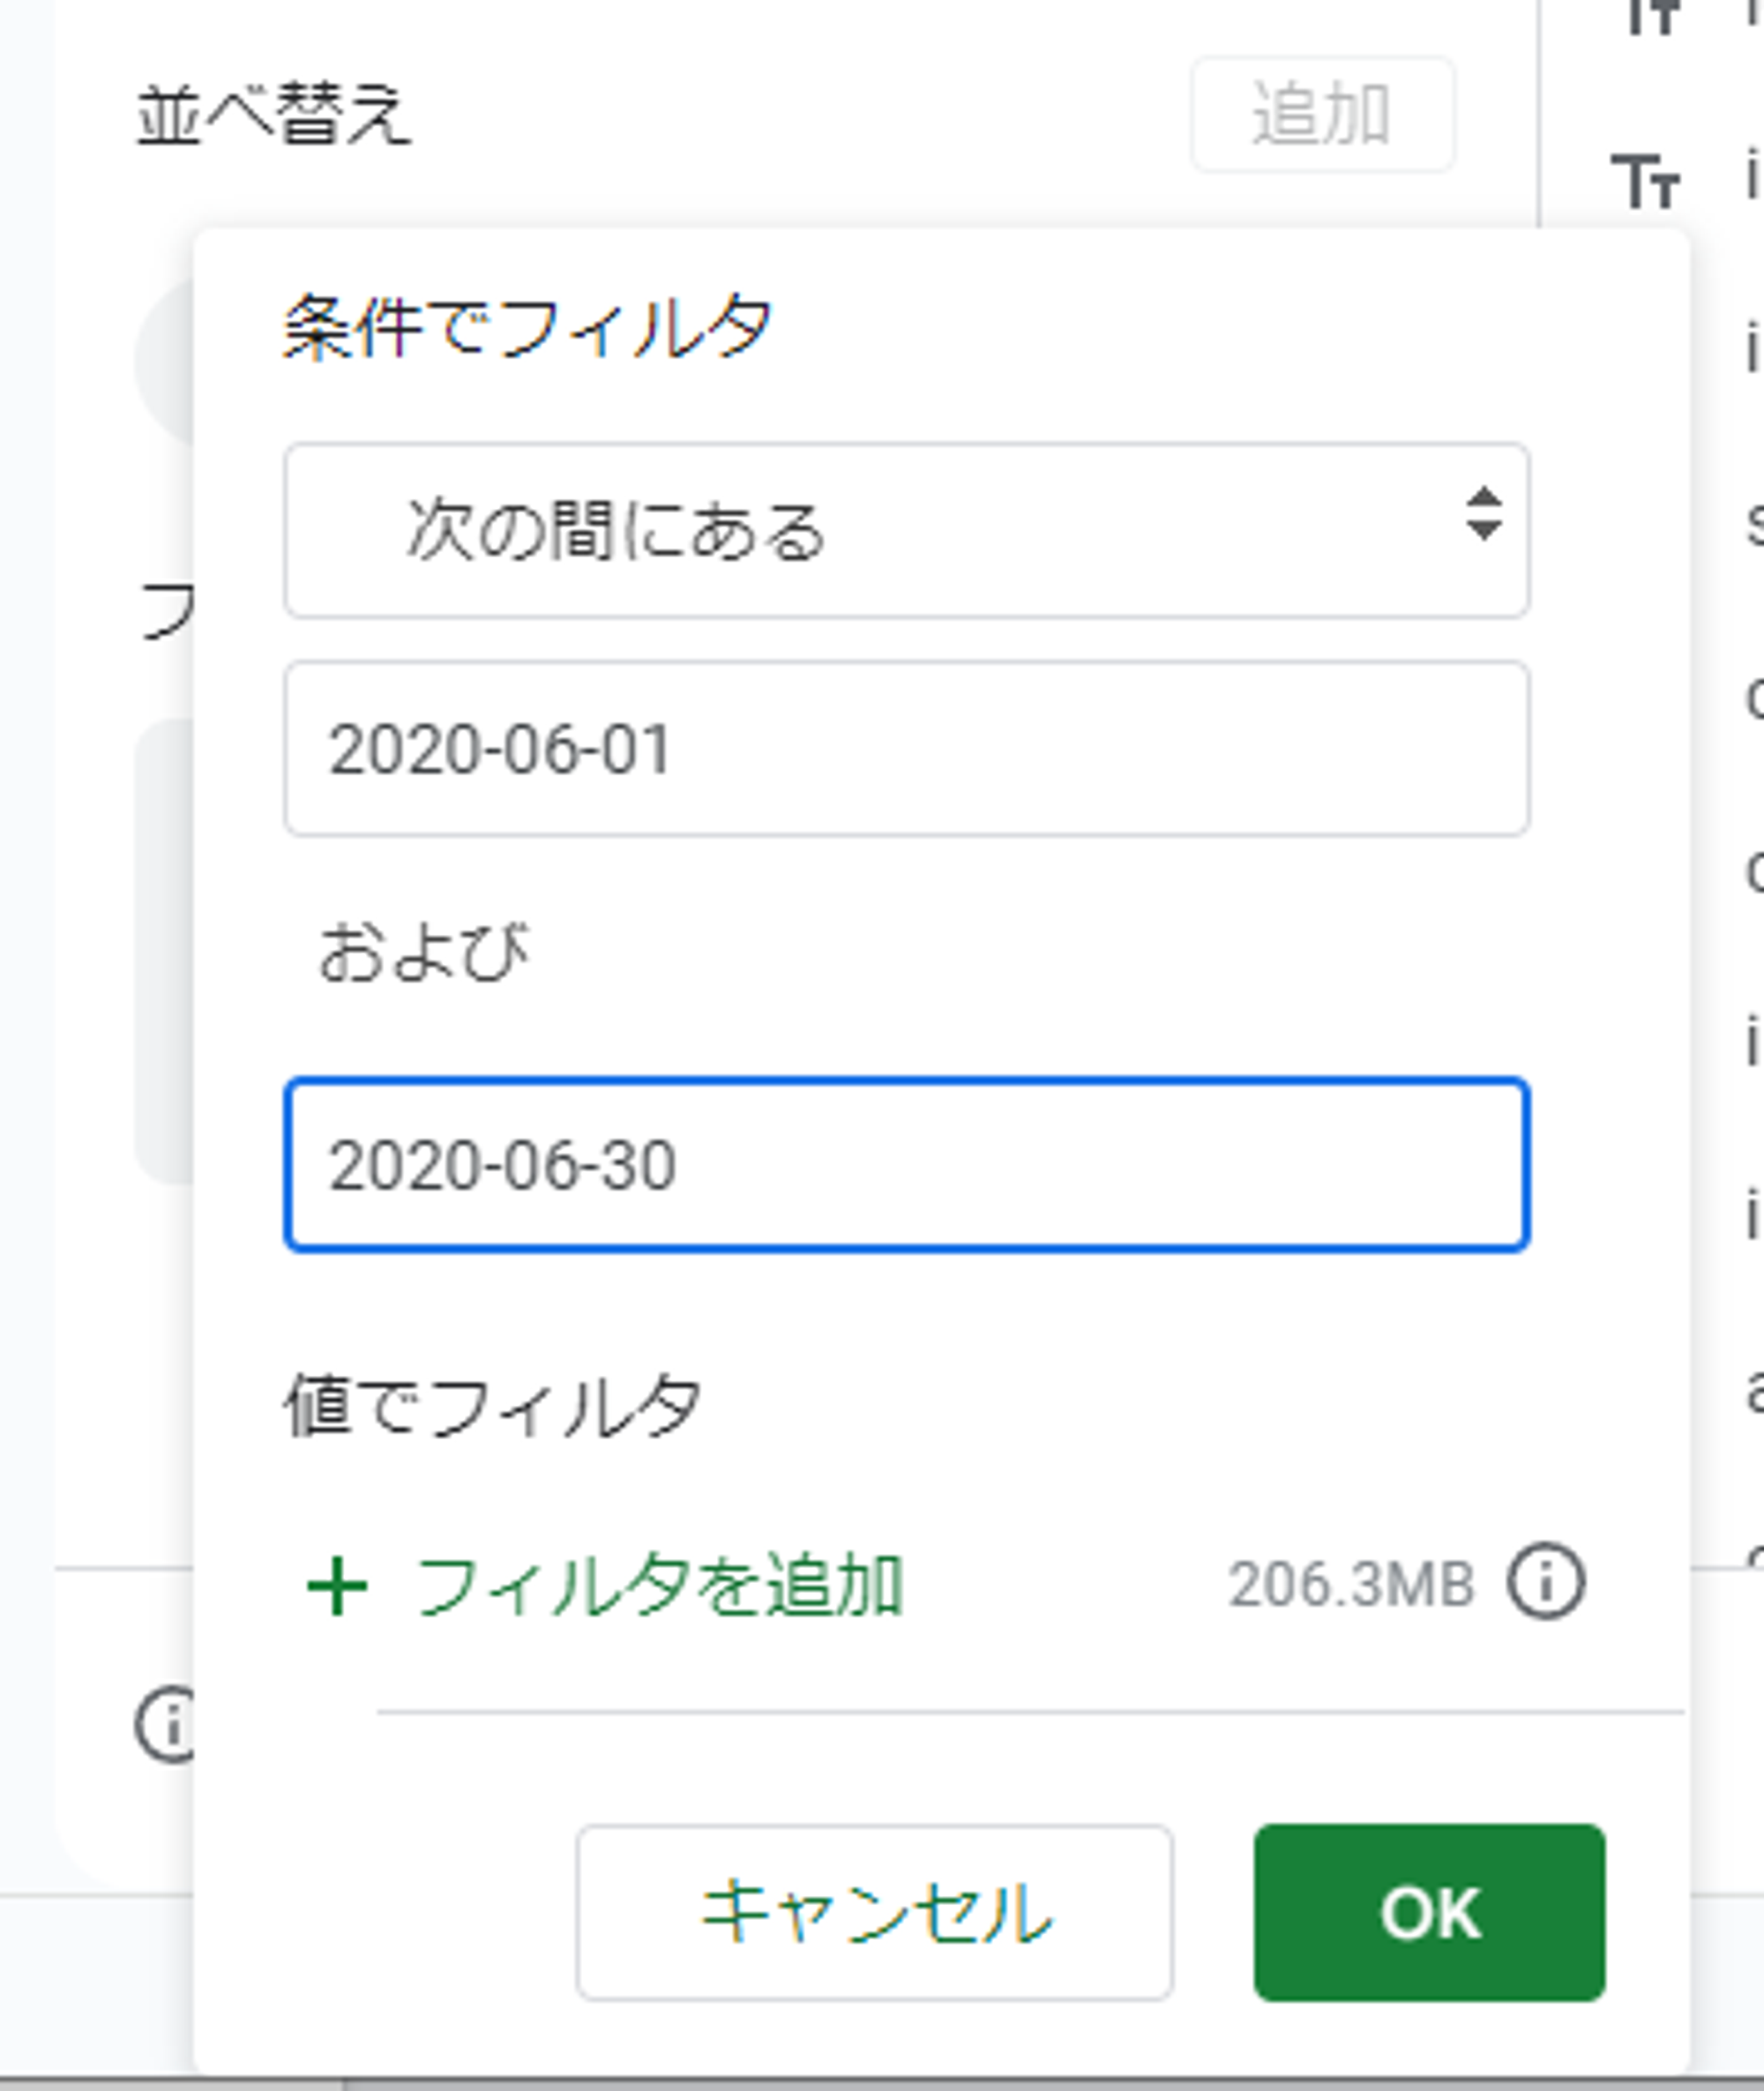 並べ替え
追加
条件でフィルタ
次の間にある
2020-06-01
および
2020-06-30
値でフィルタ
+ フィルタを追加
206.3MB
キャンセル
OK